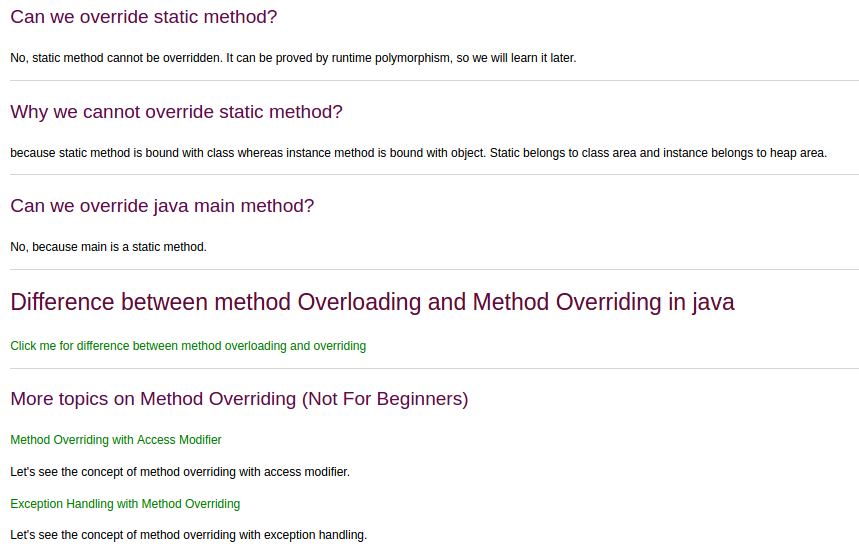 Can we override static method?
No, static method cannot be overridden. It can be proved by runtime polymorphism, so we will learn it later.
Why we cannot override static method?
because static method is bound with class whereas instance method is bound with object. Static belongs to class area and instance belongs to heap area.
Can we override java main method?
No, because main is a static method.
Difference between method Overloading and Method Overriding in java
Click me for difference between method overloading and overriding
More topics on Method Overriding (Not For Beginners)
Method Overriding with Access Modifier
Let's see the concept of method overriding with access modifier.
Exception Handling with Method Overriding
Let's see the concept of method overriding with exception handling.